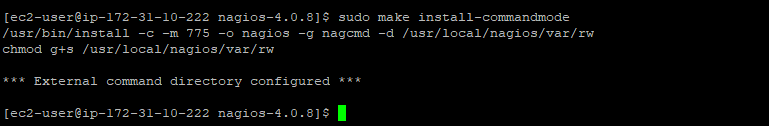 [ec2-user@ip-172-31-10-222 nagios-4.0.8]$ sudo make install-commandmode
/usr/bin/install -c -m 775 -o nagios -g nagcmd -d /usr/local/nagios/var/rw
chmod g+s /usr/local/nagios/var/rw
*** External command directory configured ***
[ec2-user@ip-172-31-10-222 nagios-4.0.8]$